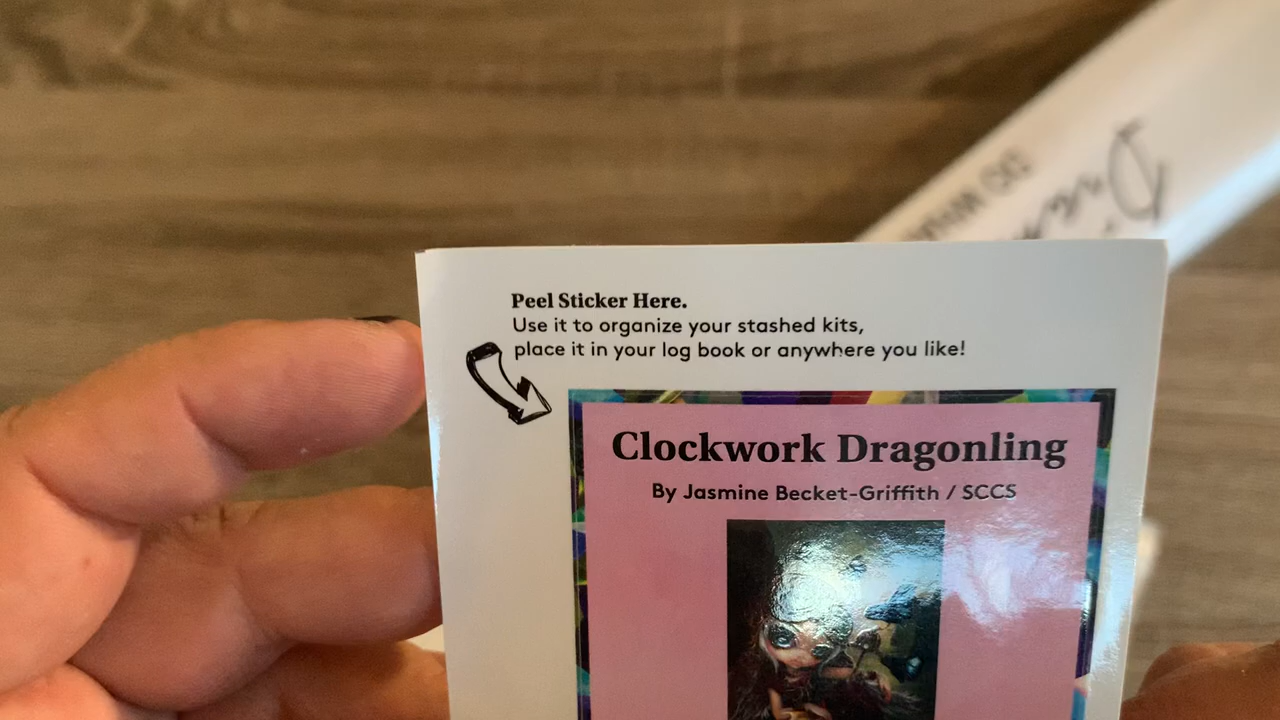 Peel Sticker Here.
Use it to organize your stashed kits,
place it in your log book or anywhere you like!
Clockwork Dragonling
By Jasmine Becket-Griffith / SCCS